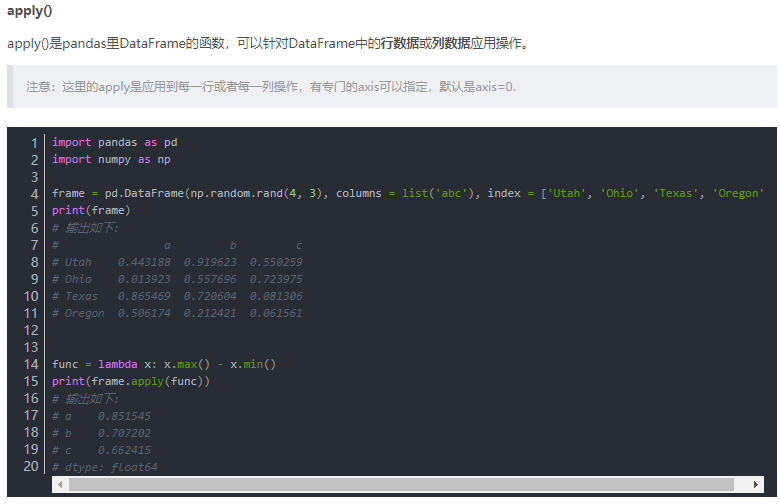 apply()
apply()是pandas里DataFrame的函数，可以针对DataFrame中的行数据或列数据应用操作。
注意：这里的apply是应用到每一行或者每一列操作，有专门的axis可以指定，默认是axis=0.
1 import pandas as pd
2 import numpy as np
3
4 frame = pd.DataFrame(np.random.rand(4, 3), columns = list('abc'), index = ['Utah', 'Ohio', 'Texas', 'Oregon'
5 print(frame)
6 # 输出如下:
7 #                a         b         c
8 # Utah    0.443188  0.919623  0.550259
9 # Ohio    0.013923  0.557696  0.723975
10 # Texas   0.865469  0.720604  0.081306
11 # Oregon  0.506174  0.212421  0.061561
12
13
14 func = lambda x: x.max() - x.min()
15 print(frame.apply(func))
16 # 输出如下:
17 # a    0.851545
18 # b    0.707202
19 # c    0.662415
20 # dtype: float64